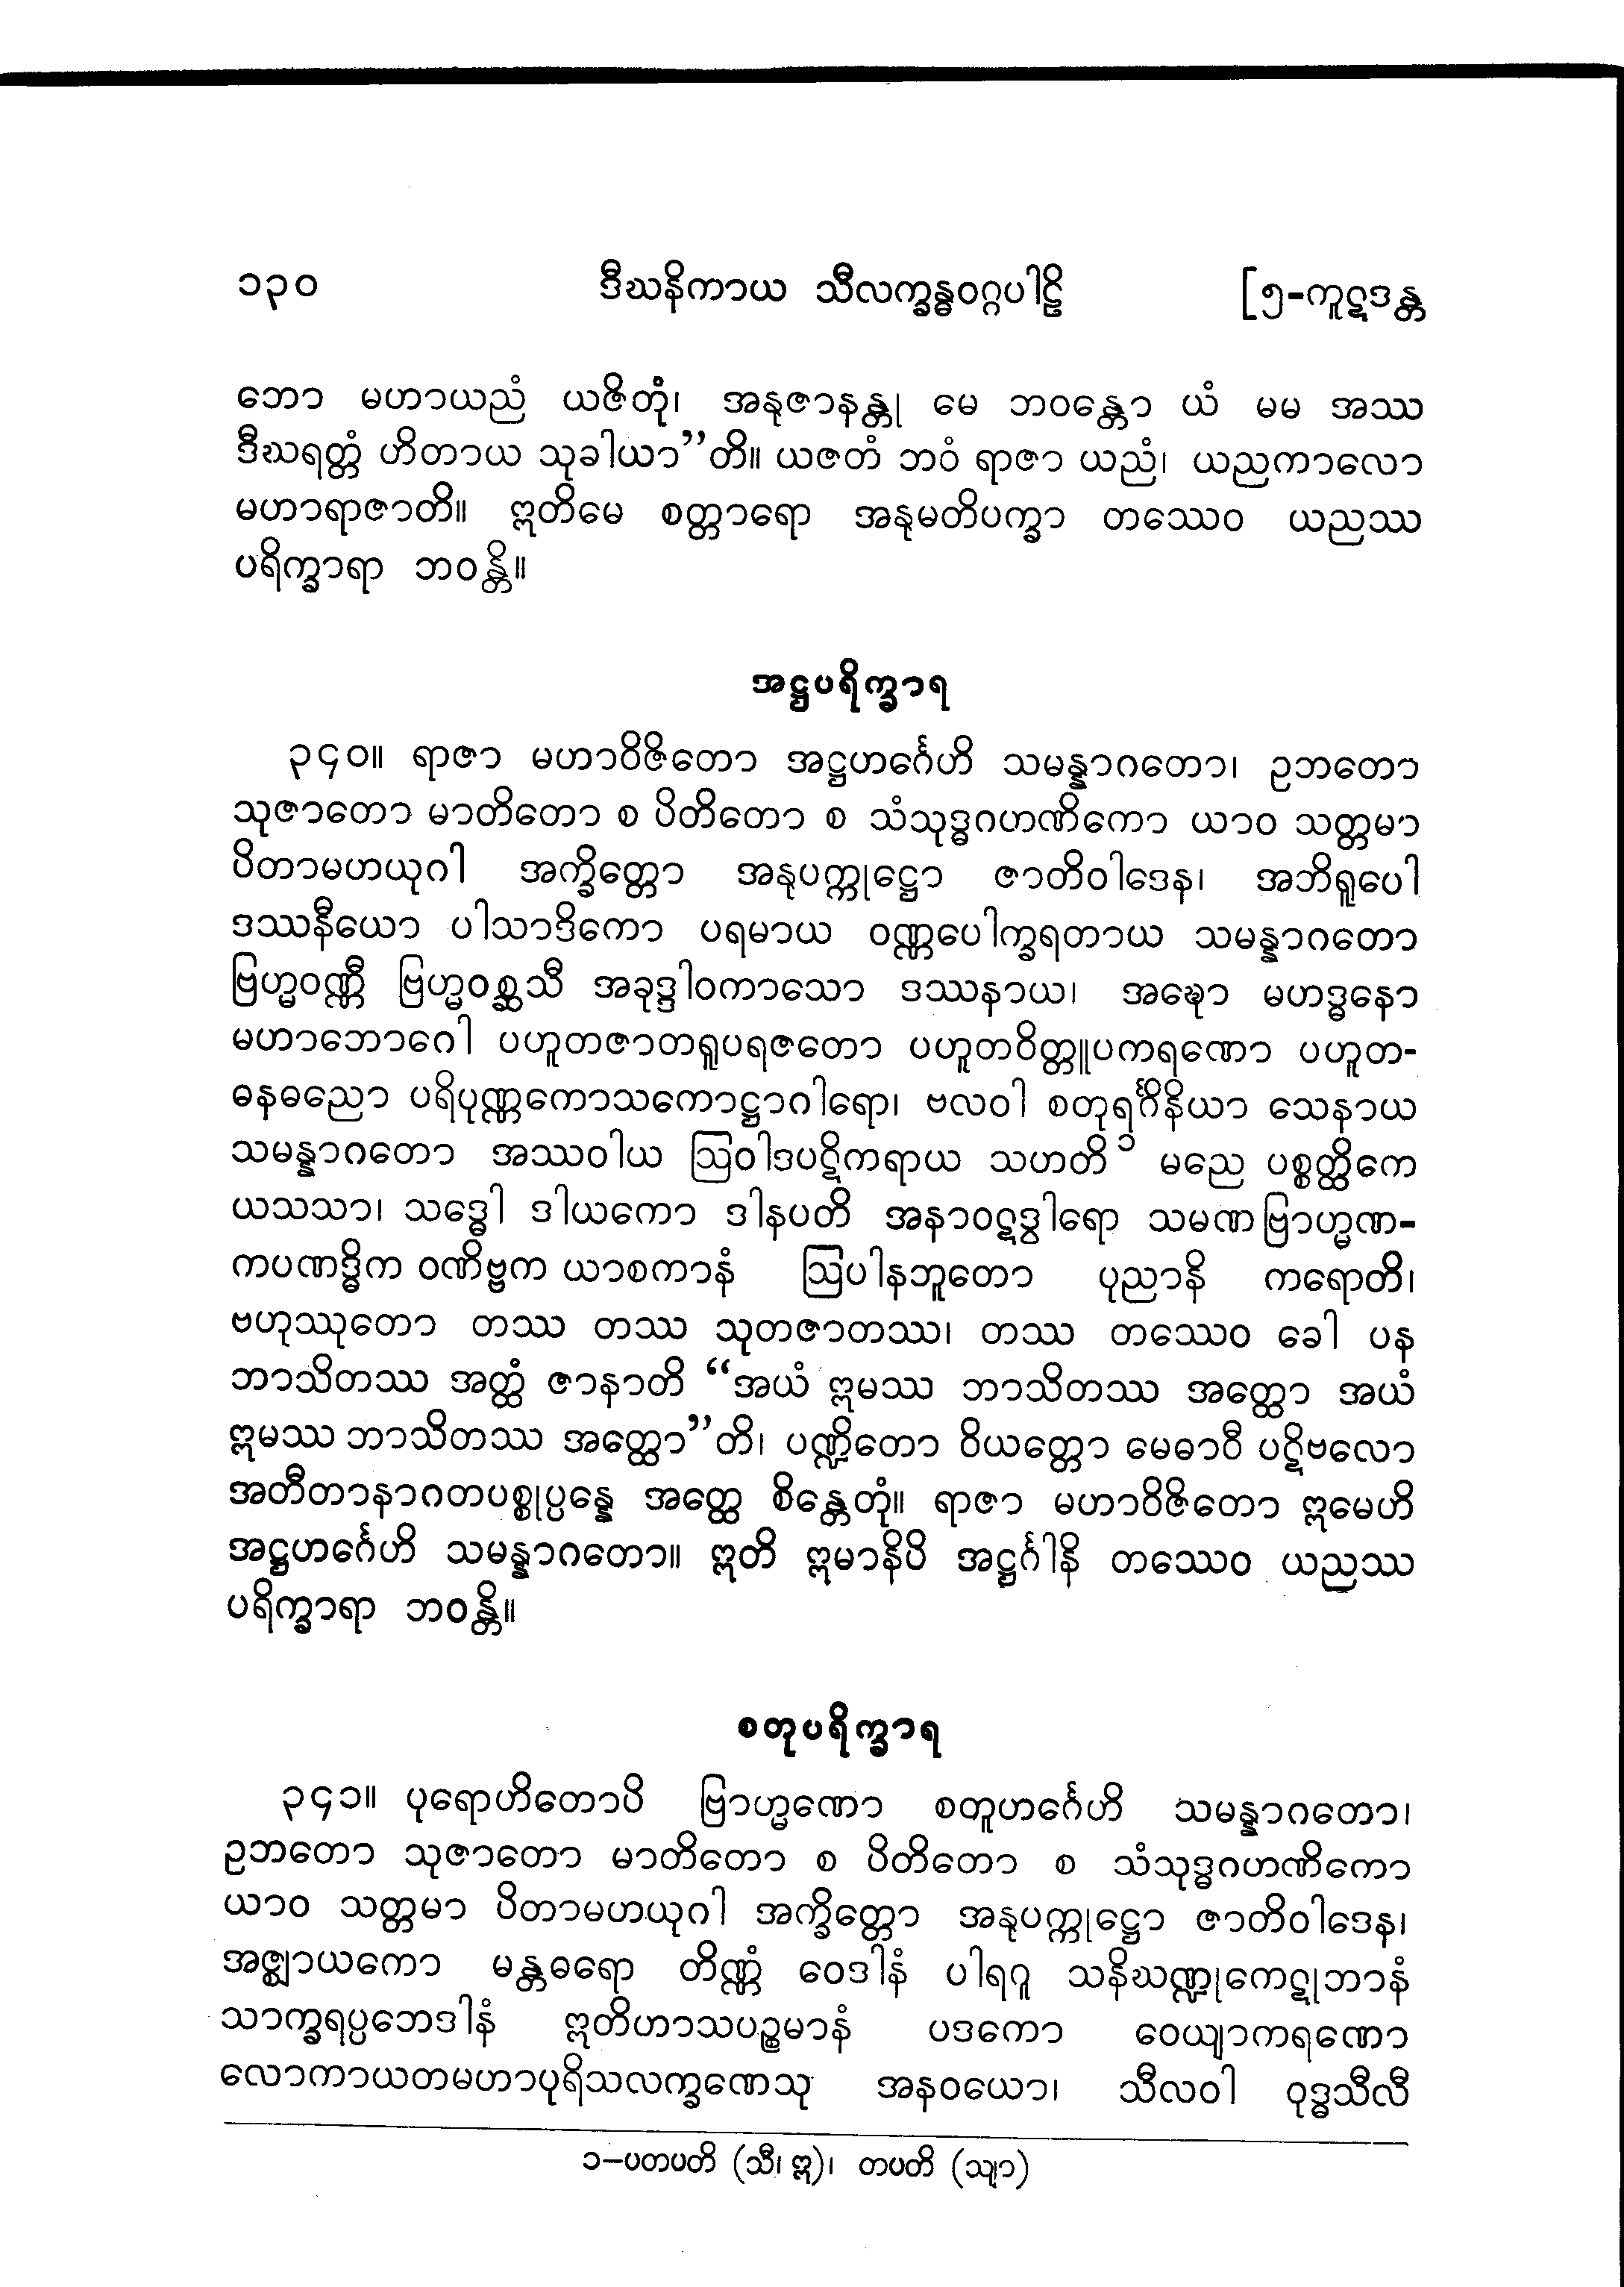 ၁၃၀ ဒီဃနိကာယ သီလက္ခန္ဓဝဂ္ဂပါဠိ [၅-ကူဋဒန္တ
ဘော မဟာယညံ ယဇိတုံ၊ အနုဇာနန္တု မေ ဘဝန္တော ယံ မမ အဿ
ဒီဃရတ္တံ ဟိတာယ သုခါယာ”တိ။ ယဇတံ ဘဝံ ရာဇာ ယညံ၊ ယညကာလော
မဟာရာဇာတိ။ ဣတိမေ စတ္တာရော အနုမတိပက္ခာ တဿေဝ ယညဿ
ပရိက္ခာရာ ဘဝန္တိ။
အဋ္ဌပရိက္ခာရ
၃၄၀။ ရာဇာ မဟာဝိဇိတော အဋ္ဌဟင်္ဂေဟိ သမန္နာဂတော၊ ဥဘတော
သုဇာတော မာတိတော စ ပိတိတော စ သံသုဒ္ဓဂဟဏိကော ယာဝ သတ္တမာ
ပိတာမဟယုဂါ အက္ခိတ္တော အနုပက္ကုဋ္ဌော ဇာတိဝါဒေန၊ အဘိရူပေါ
ဒဿနီယော ပါသာဒိကော ပရမာယ ဝဏ္ဏပေါက္ခရတာယ သမန္နာဂတော
ဗြဟ္မဝဏ္ဏီ ဗြဟ္မဝစ္ဆသီ အခုဒ္ဒါဝကာသော ဒဿနာယ၊ အဍ္ဎော မဟဒ္ဓနော
မဟာဘောဂေါ ပဟူတဇာတရူပရဇတော ပဟူတဝိတ္တူပကရဏော ပဟူတ-
ဓနဓညော ပရိပုဏ္ဏကောသကောဋ္ဌာဂါရော၊ ဗလဝါ စတုရင်္ဂိနိယာ သေနာယ
သမန္နာဂတော အဿဝါယ ဩဝါဒပဋိကရာယ သဟတိ ၁ မညေ ပစ္စတ္ထိကေ
ယသသာ၊ သဒ္ဓေါ ဒါယကော ဒါနပတိ အနာဝဋဒွါရော သမဏဗြာဟ္မဏ-
ကပဏဒ္ဓိက ဝဏိဗ္ဗက ယာစကာနံ ဩပါနဘူတော ပုညာနိ ကရောတိ၊
ဗဟုဿုတော တဿ တဿ သုတဇာတဿ၊ တဿ တဿေဝ ခေါ ပန
ဘာသိတဿ အတ္ထံ ဇာနာတိ “အယံ ဣမဿ ဘာသိတဿ အတ္ထော အယံ
ဣမဿ ဘာသိတဿ အတ္ထော”တိ၊ ပဏ္ဍိတော ဝိယတ္တော မေဓာဝီ ပဋိဗလော
အတီတာနာဂတပစ္စုပ္ပန္နေ အတ္ထေ စိန္တေတုံ။ ရာဇာ မဟာဝိဇိတော ဣမေဟိ
အဋ္ဌဟင်္ဂေဟိ သမန္နာဂတော။ ဣတိ ဣမာနိပိ အဋ္ဌင်္ဂါနိ တဿေဝ ယညဿ
ပရိက္ခာရာ ဘဝန္တိ။
စတုပရိက္ခာရ
၃၄၁။ ပုရောဟိတောပိ ဗြာဟ္မဏော စတူဟင်္ဂေဟိ သမန္နာဂတော၊
ဥဘတော သုဇာတော မာတိတော စ ပိတိတော စ သံသုဒ္ဓဂဟဏိကော
ယာဝ သတ္တမာ ပိတာမဟယုဂါ အက္ခိတ္တော အနုပက္ကုဋ္ဌော ဇာတိဝါဒေန၊
အဇ္ဈာယကော မန္တဓရော တိဏ္ဏံ ဝေဒါနံ ပါရဂူ သနိဃဏ္ဍုကေဋုဘာနံ
သာက္ခရပ္ပဘေဒါနံ ဣတိဟာသပဉ္စမာနံ ပဒကော ဝေယျာကရဏော
လောကာယတမဟာပုရိသလက္ခဏေသု အနဝယော၊ သီလဝါ ဝုဒ္ဓသီလီ
၁–ပတပတိ (သီ၊ ဣ)၊ တပတိ (သျာ)